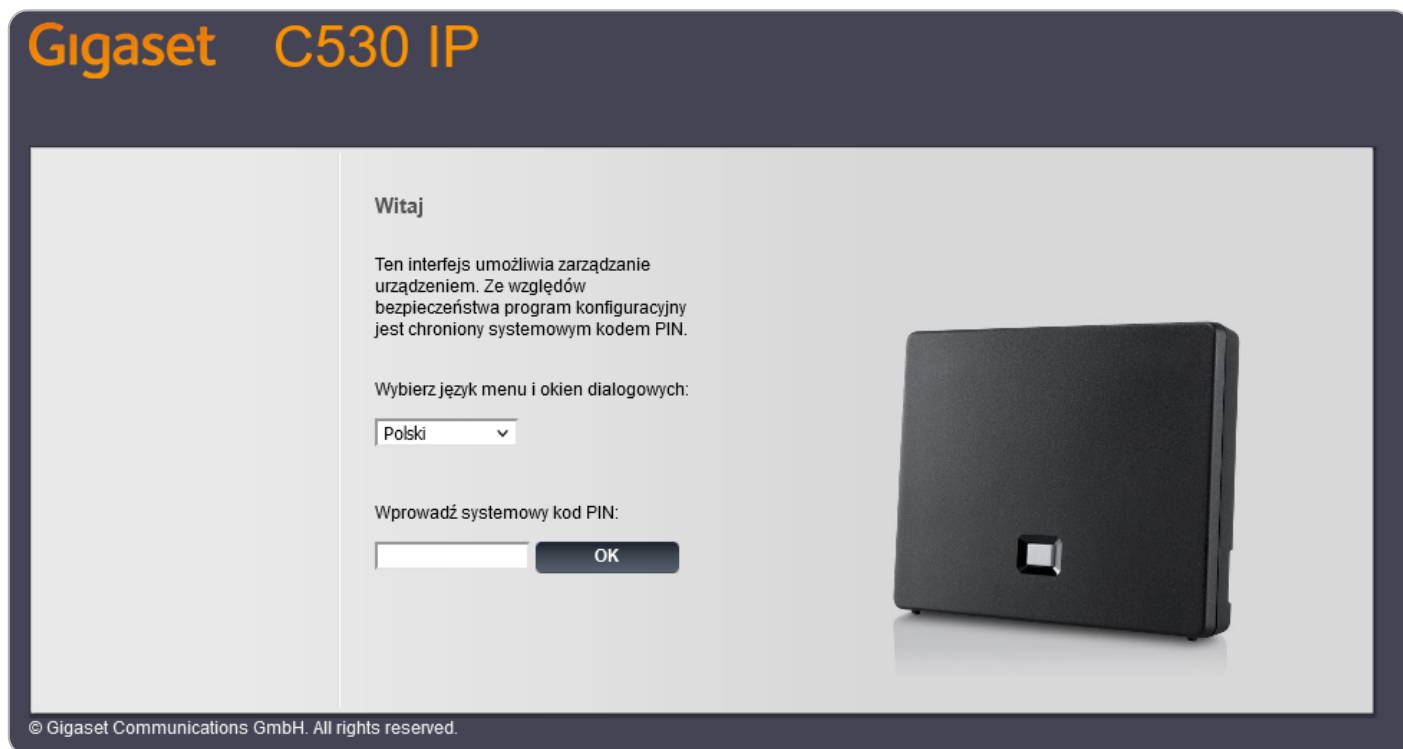 Gigaset C530 IP
Witaj
Ten interfejs umożliwia zarządzanie
urządzeniem. Ze względów
bezpieczeństwa program konfiguracyjny
jest chroniony systemowym kodem PIN.
Wybierz język menu i okien dialogowych:
Polski
Wprowadź systemowy kod PIN:
OK
© Gigaset Communications GmbH. All rights reserved.